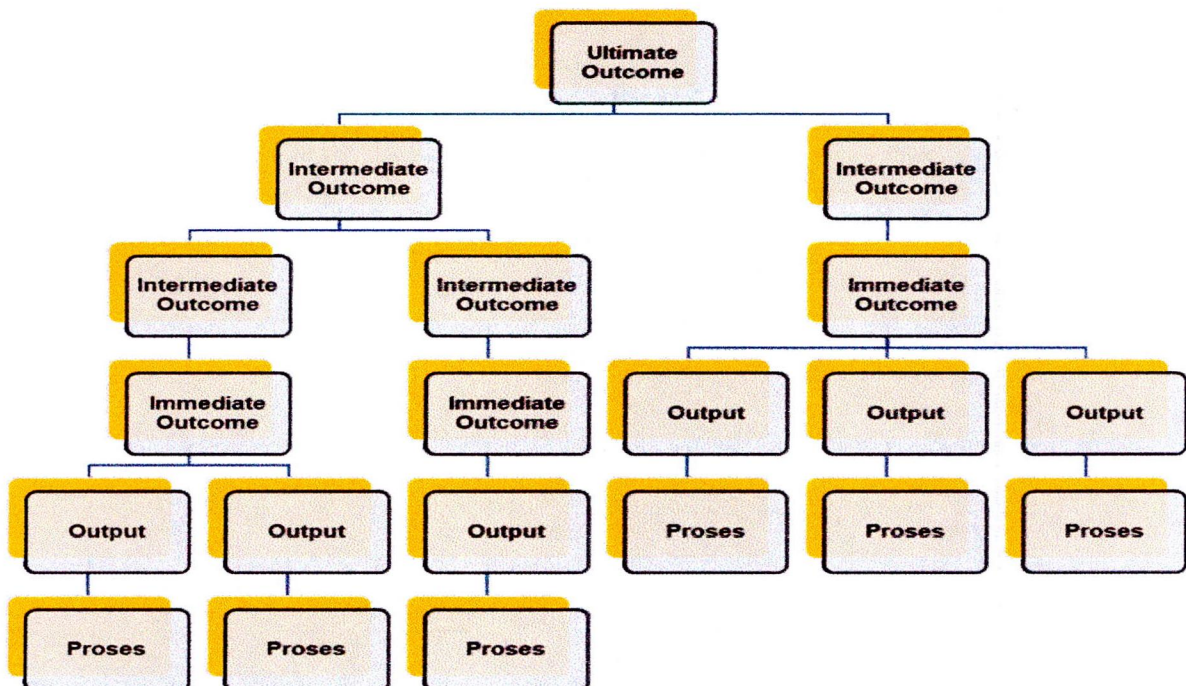 Ultimate
Outcome
Intermediate
Outcome
Intermediate
Outcome
Intermediate
Outcome
Intermediate
Outcome
Immediate
Outcome
Immediate
Outcome
Immediate
Outcome
Output
Output
Output
Output
Output
Output
Proses
Proses
Proses
Proses
Proses
Proses